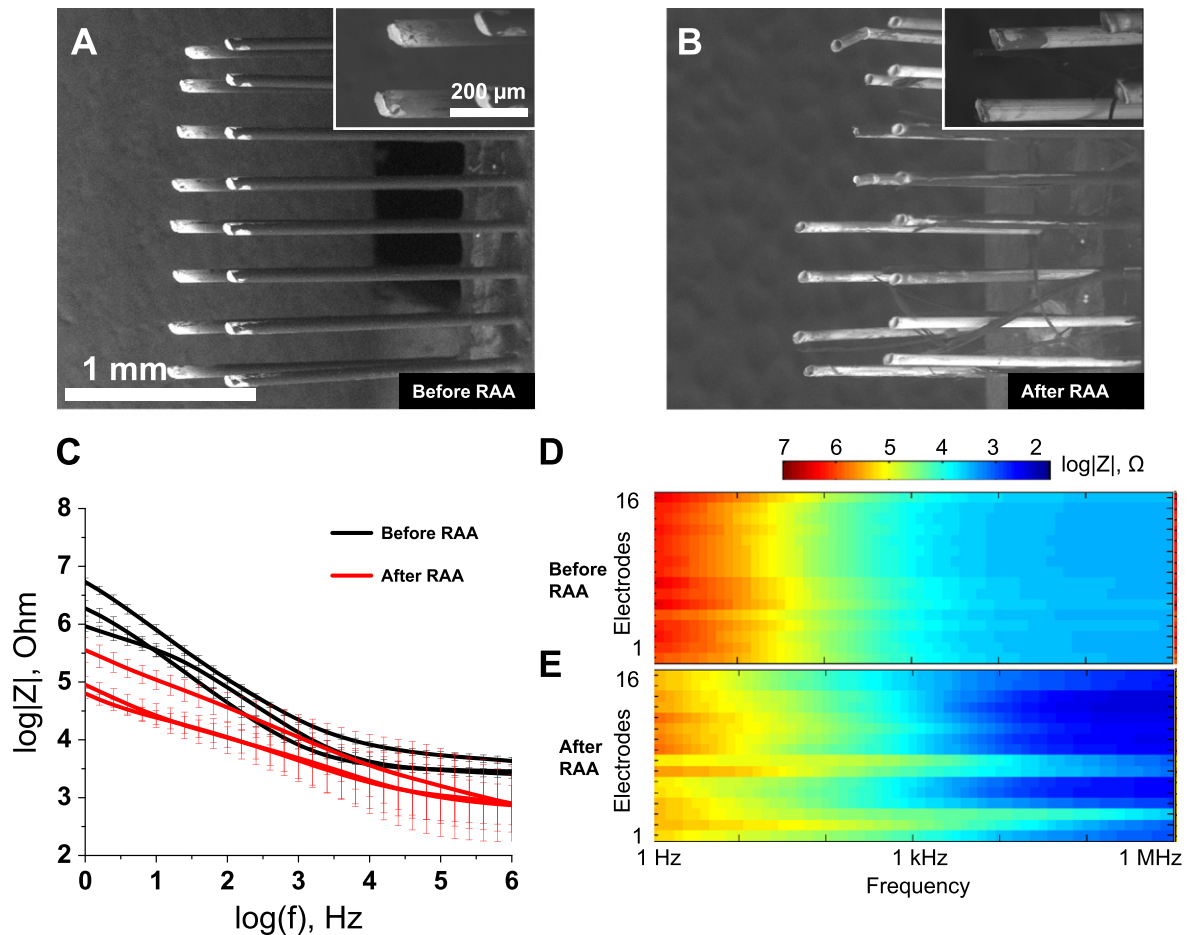 A
200 µm
1 mm
Before RAA
B
After RAA
C
8
7
6
5
4
3
2
0
1
2
3
4
5
6
log|Z|, Ohm
log(f), Hz
Before RAA
After RAA
D
7
6
5
4
3
2
log|Z|, Ω
16
1
Electrodes
Before
RAA
E
16
1
Electrodes
After
RAA
1 Hz
1 kHz
1 MHz
Frequency